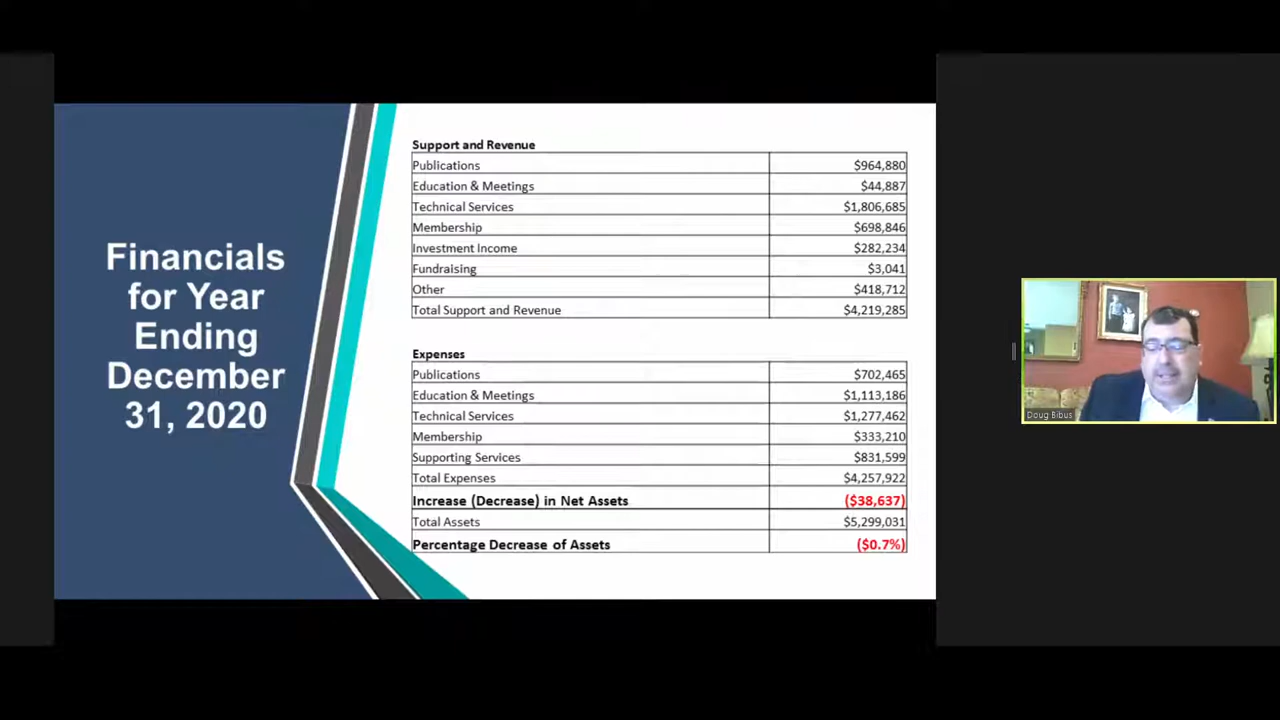 Financials
for Year
Ending
December
31, 2020
Support and Revenue
Publications $964,880
Education & Meetings $44,887
Technical Services $1,806,685
Membership $698,846
Investment Income $282,234
Fundraising $3,041
Other $418,712
Total Support and Revenue $4,219,285
Expenses
Publications $702,465
Education & Meetings $1,113,186
Technical Services $1,277,462
Membership $333,210
Supporting Services $831,599
Total Expenses $4,257,922
Increase (Decrease) in Net Assets ($38,637)
Total Assets $5,299,031
Percentage Decrease of Assets ($0.7%)
Doug Bibus